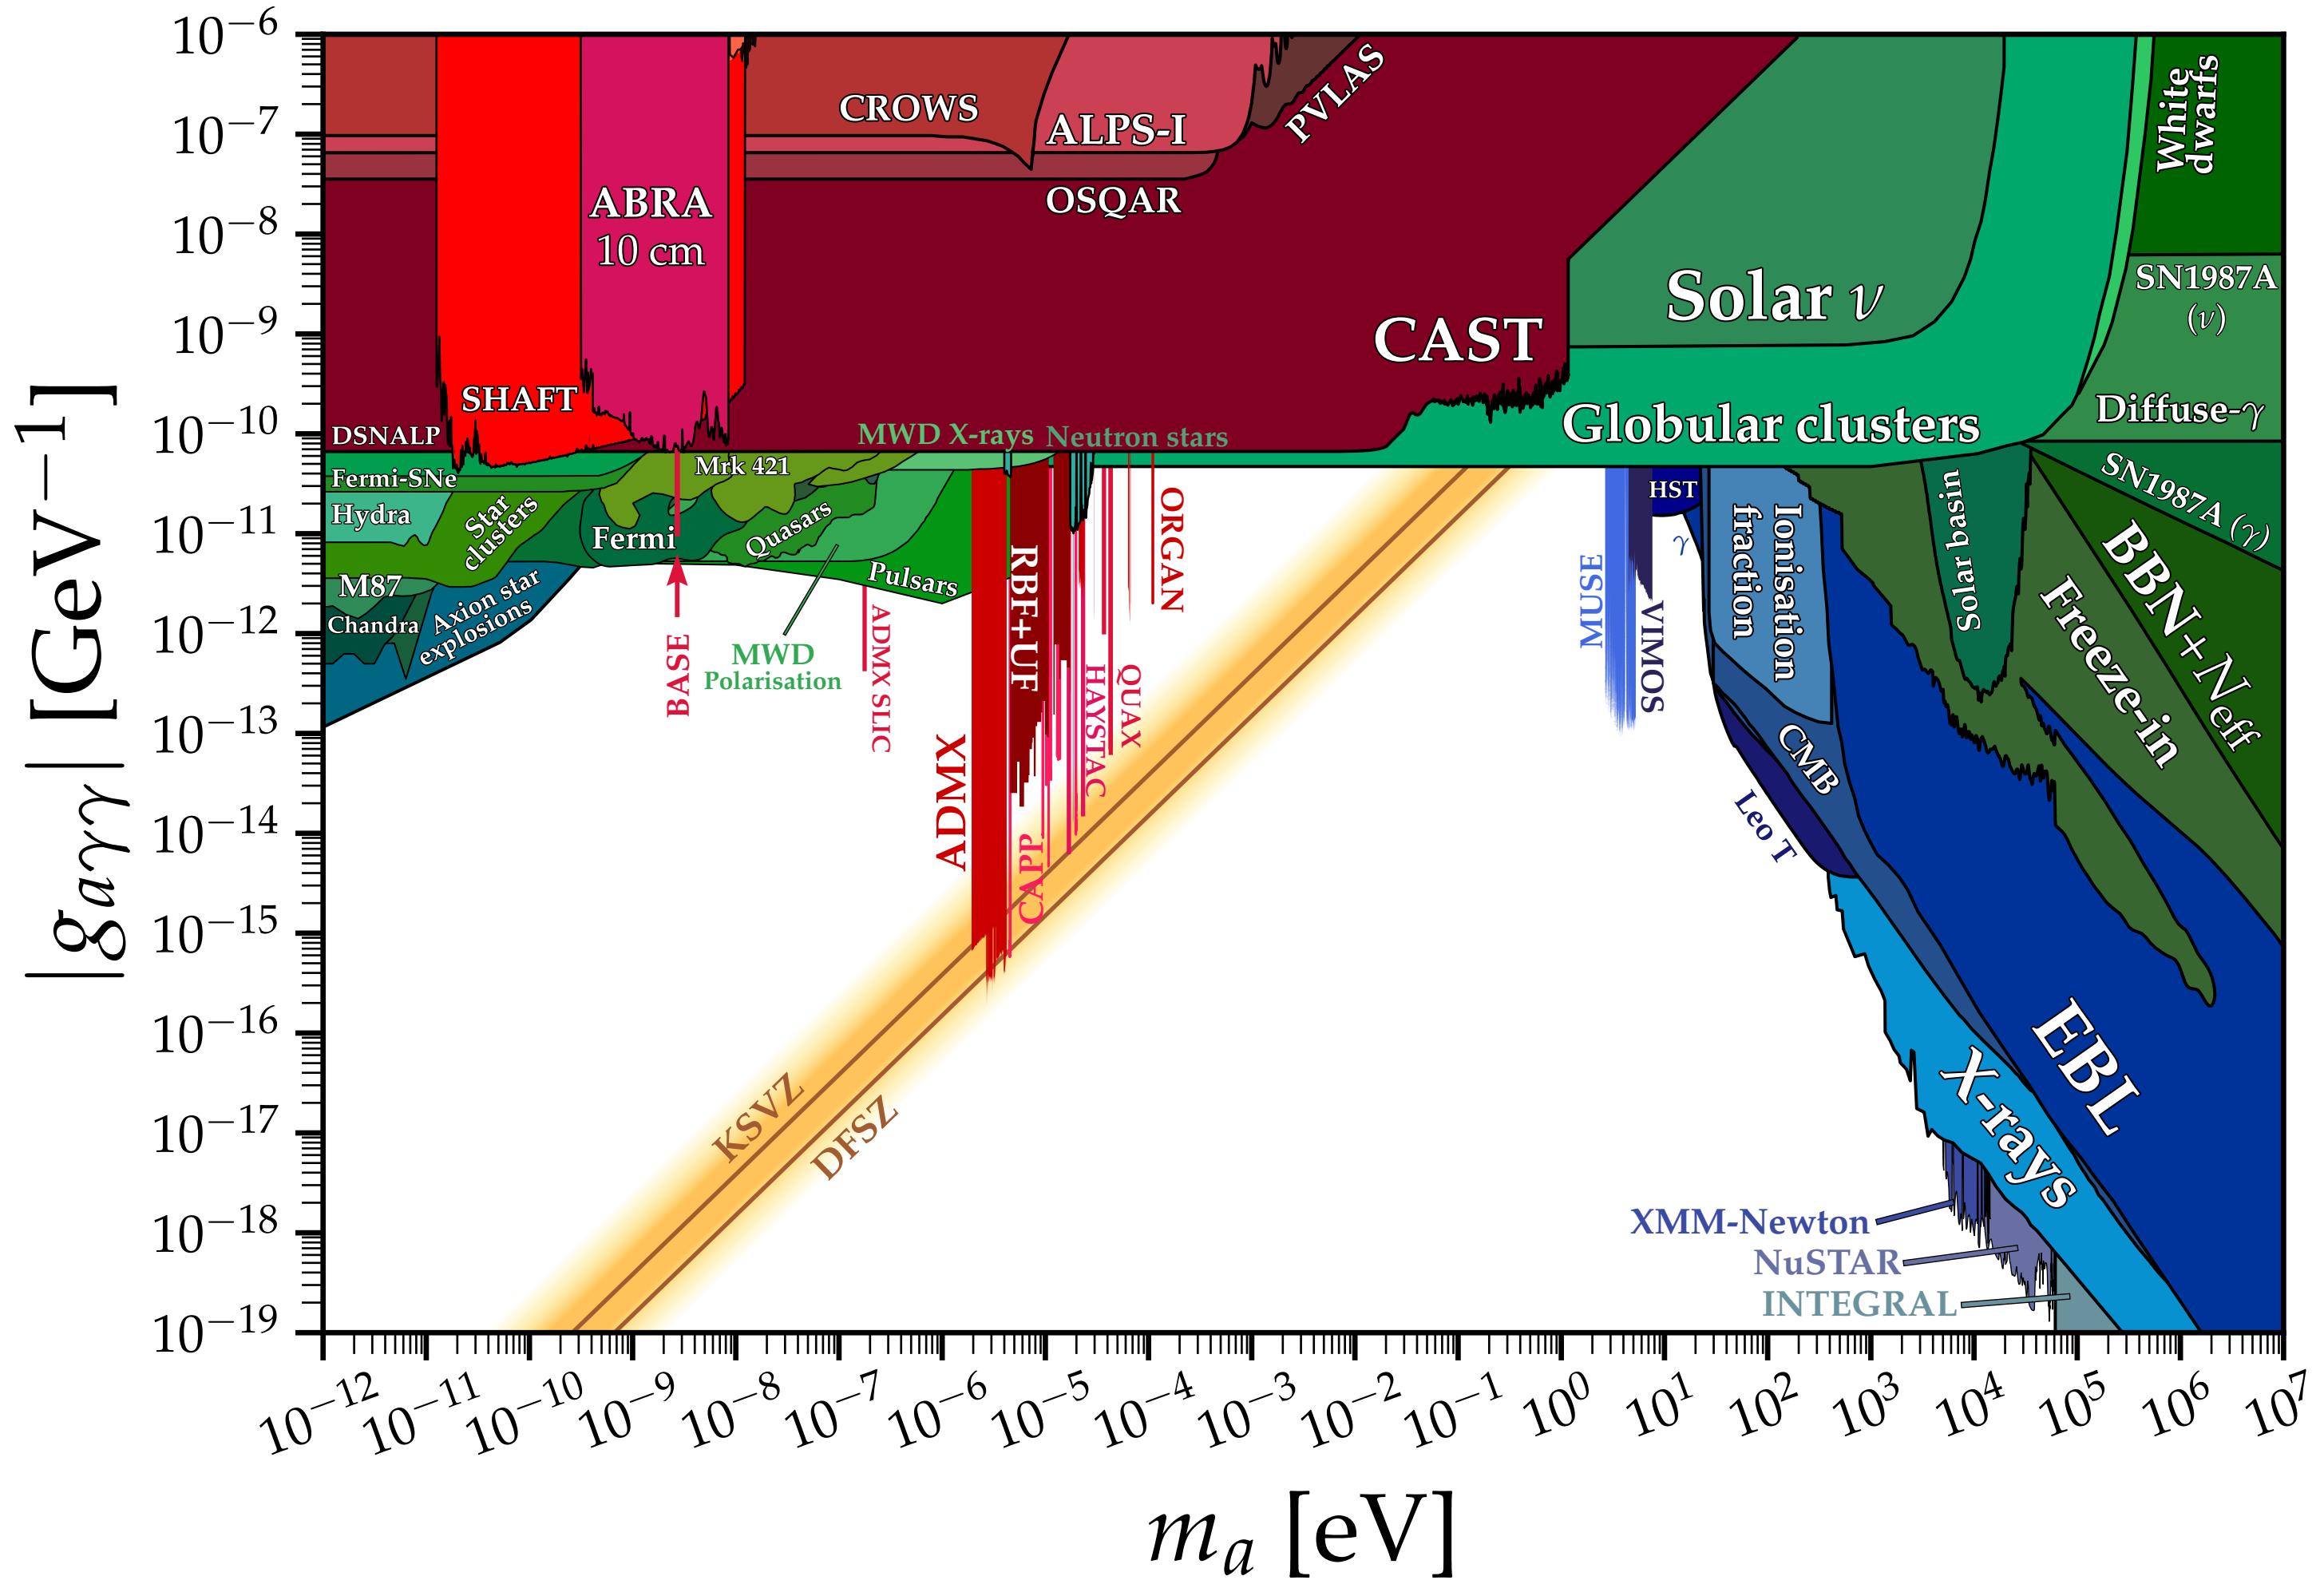 |g_aγγ| [GeV⁻¹]
10⁻⁶
10⁻⁷
10⁻⁸
10⁻⁹
10⁻¹⁰
10⁻¹¹
10⁻¹²
10⁻¹³
10⁻¹⁴
10⁻¹⁵
10⁻¹⁶
10⁻¹⁷
10⁻¹⁸
10⁻¹⁹
CROWS
ALPS-I
PVLAS
OSQAR
ABRA
10 cm
SHAFT
CAST
Solar ν
Globular clusters
White
dwarfs
SN1987A
(ν)
Diffuse-γ
SN1987A (γ)
DSNALP
Fermi-SNe
Hydra
M87
Chandra
Star
clusters
Axion star
explosions
Fermi
Mrk 421
Quasars
MWD X-rays
Neutron stars
Pulsars
MWD
Polarisation
BASE
ADMX SLIC
ADMX
RBF+UF
CAPP
HAYSTAC
QUAX
ORGAN
KSVZ
DFSZ
MUSE
VIMOS
HST
γ
Ionisation
fraction
Solar basin
Freeze-in
BBN+N_eff
CMB
Leo T
EBL
X-rays
XMM-Newton
NuSTAR
INTEGRAL
10⁻¹²
10⁻¹¹
10⁻¹⁰
10⁻⁹
10⁻⁸
10⁻⁷
10⁻⁶
10⁻⁵
10⁻⁴
10⁻³
10⁻²
10⁻¹
10⁰
10¹
10²
10³
10⁴
10⁵
10⁶
10⁷
m_a [eV]